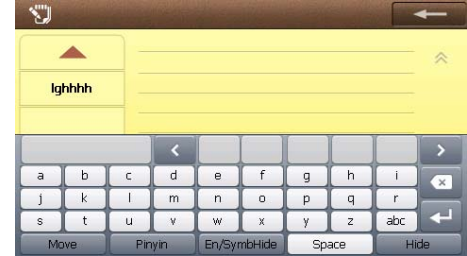 lghhhh
a b c d e f g h i
j k l m n o p q r
s t u v w x y z abc
Move Pinyin En/SymbHide Space Hide